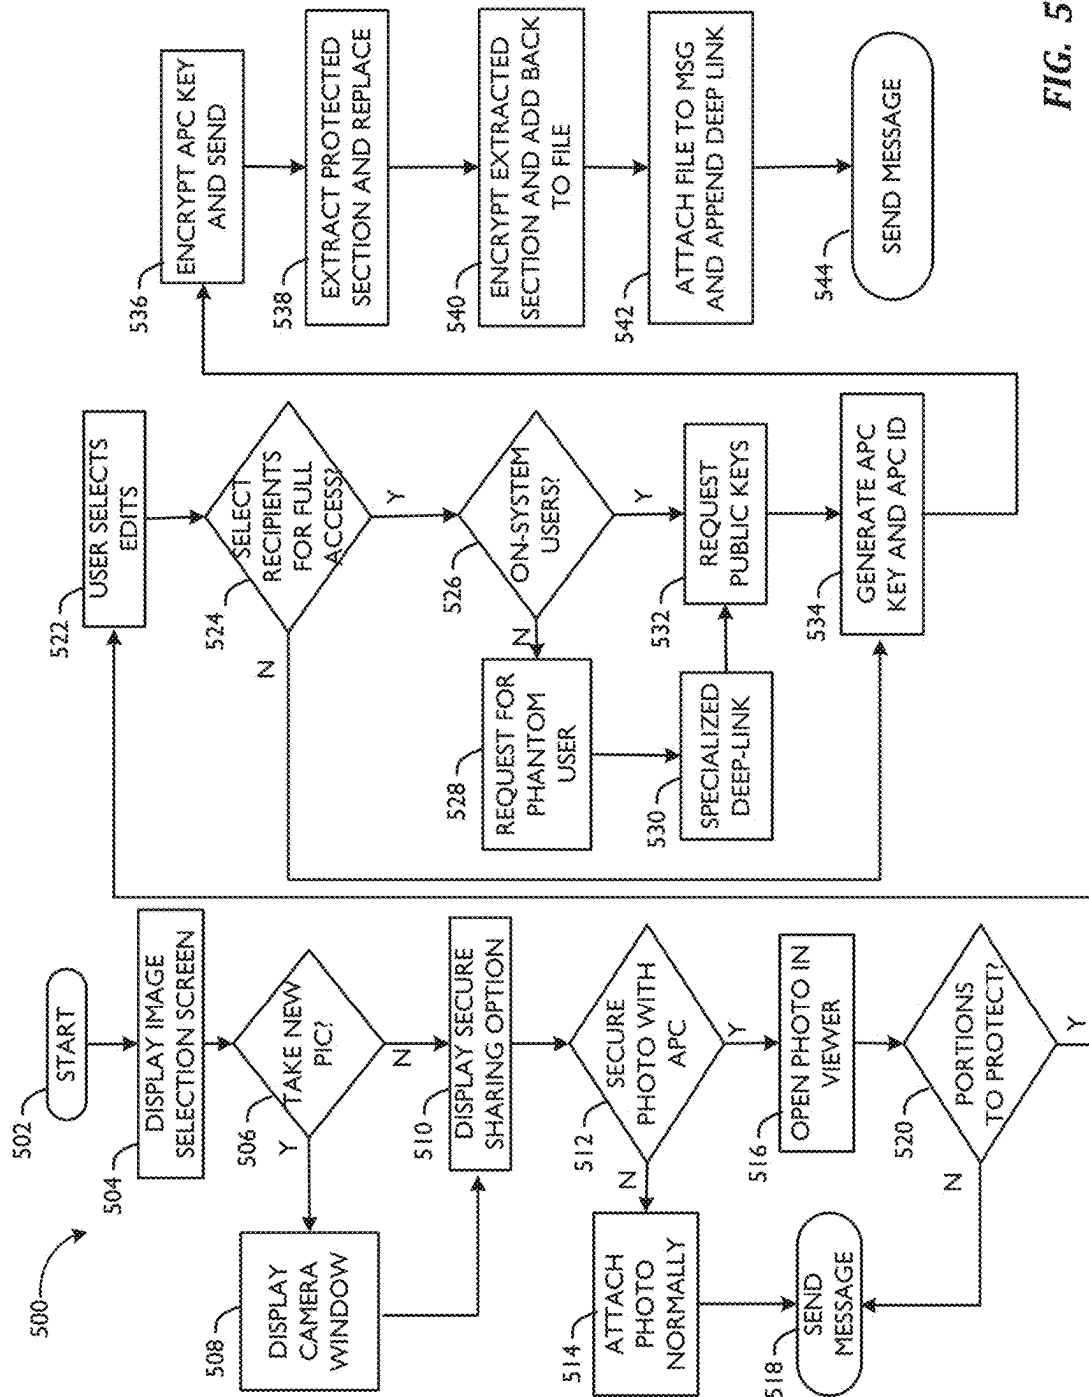 500
502
START
504
DISPLAY IMAGE
SELECTION SCREEN
506
TAKE NEW
PIC?
Y
N
508
DISPLAY
CAMERA
WINDOW
510
DISPLAY SECURE
SHARING OPTION
512
SECURE
PHOTO WITH
APC
N
Y
514
ATTACH
PHOTO
NORMALLY
516
OPEN PHOTO IN
VIEWER
518
SEND
MESSAGE
520
PORTIONS
TO PROTECT?
N
Y
522
USER SELECTS
EDITS
524
SELECT
RECIPIENTS
FOR FULL
ACCESS?
N
Y
526
ON-SYSTEM
USERS?
N
Y
528
REQUEST FOR
PHANTOM
USER
530
SPECIALIZED
DEEP-LINK
532
REQUEST
PUBLIC KEYS
534
GENERATE APC
KEY AND APC ID
536
ENCRYPT APC KEY
AND SEND
538
EXTRACT PROTECTED
SECTION AND REPLACE
540
ENCRYPT EXTRACTED
SECTION AND ADD BACK
TO FILE
542
ATTACH FILE TO MSG
AND APPEND DEEP LINK
544
SEND MESSAGE
FIG. 5